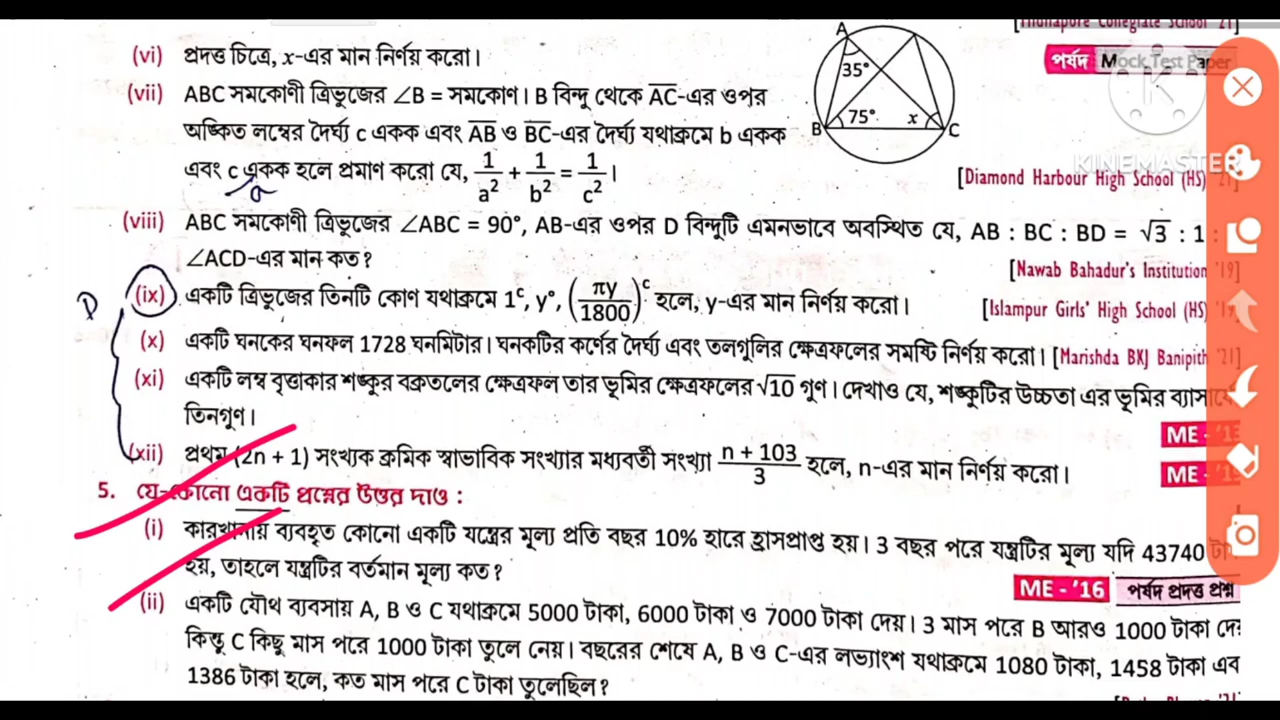 (vi) প্রদত্ত চিত্রে, x-এর মান নির্ণয় করো।
পর্ষদ Mock Test Paper
(vii) ABC সমকোণী ত্রিভুজের ∠B = সমকোণ। B বিন্দু থেকে AC-এর ওপর
অঙ্কিত লম্বের দৈর্ঘ্য c একক এবং AB ও BC-এর দৈর্ঘ্য যথাক্রমে b একক
এবং c একক হলে প্রমাণ করো যে, 1/a² + 1/b² = 1/c²।
a
A
35°
75°
x
B
C
KINEMASTER
[Diamond Harbour High School (HS)
(viii) ABC সমকোণী ত্রিভুজের ∠ABC = 90°, AB-এর ওপর D বিন্দুটি এমনভাবে অবস্থিত যে, AB : BC : BD = √3 : 1 :
∠ACD-এর মান কত?
[Nawab Bahadur's Institution '19]
D
(ix) একটি ত্রিভুজের তিনটি কোণ যথাক্রমে 1ᶜ, y°, (πy/1800)ᶜ হলে, y-এর মান নির্ণয় করো।
[Islampur Girls' High School (HS)
(x) একটি ঘনকের ঘনফল 1728 ঘনমিটার। ঘনকটির কর্ণের দৈর্ঘ্য এবং তলগুলির ক্ষেত্রফলের সমষ্টি নির্ণয় করো। [Marishda BKJ Banipith '21]
(xi) একটি লম্ব বৃত্তাকার শঙ্কুর বক্রতলের ক্ষেত্রফল তার ভূমির ক্ষেত্রফলের √10 গুণ। দেখাও যে, শঙ্কুটির উচ্চতা এর ভূমির
তিনগুণ।
ME -
(xii) প্রথম (2n + 1) সংখ্যক ক্রমিক স্বাভাবিক সংখ্যার মধ্যবর্তী সংখ্যা (n + 103)/3 হলে, n-এর মান নির্ণয় করো।
ME -
5. যে-কোনো একটি প্রশ্নের উত্তর দাও :
(i) কারখানায় ব্যবহৃত কোনো একটি যন্ত্রের মূল্য প্রতি বছর 10% হারে হ্রাসপ্রাপ্ত হয়। 3 বছর পরে যন্ত্রটির মূল্য যদি 43740
হয়, তাহলে যন্ত্রটির বর্তমান মূল্য কত?
ME - '16 পর্ষদ প্রদত্ত প্রশ্ন
(ii) একটি যৌথ ব্যবসায় A, B ও C যথাক্রমে 5000 টাকা, 6000 টাকা ও 7000 টাকা দেয়। 3 মাস পরে B আরও 1000 টাকা
কিন্তু C কিছু মাস পরে 1000 টাকা তুলে নেয়। বছরের শেষে A, B ও C-এর লভ্যাংশ যথাক্রমে 1080 টাকা, 1458 টাকা
1386 টাকা হলে, কত মাস পরে C টাকা তুলেছিল?